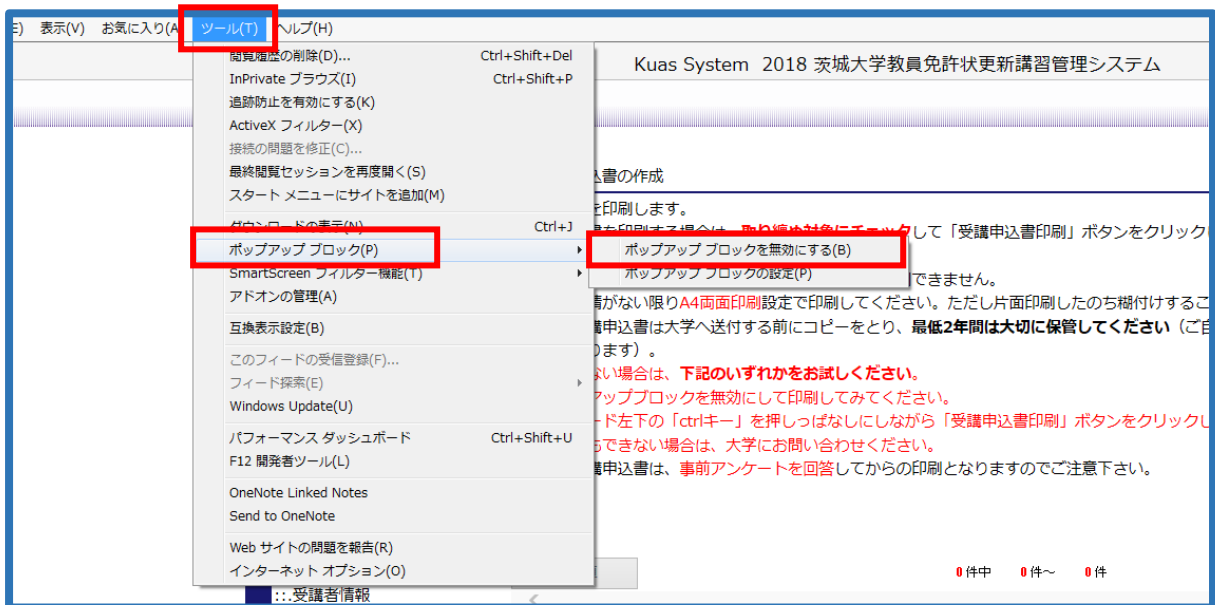 E) 表示(V) お気に入り(A ツール(T) ヘルプ(H)
Kuas System 2018 茨城大学教員免許状更新講習管理システム
閲覧履歴の削除(D)... Ctrl+Shift+Del
InPrivate ブラウズ(I) Ctrl+Shift+P
追跡防止を有効にする(K)
ActiveX フィルター(X)
接続の問題を修正(C)...
最終閲覧セッションを再度開く(S)
スタート メニューにサイトを追加(M)
ダウンロードの表示(N) Ctrl+J
ポップアップ ブロック(P)
SmartScreen フィルター機能(T)
アドオンの管理(A)
互換表示設定(B)
このフィードの受信登録(F)...
フィード探索(E)
Windows Update(U)
パフォーマンス ダッシュボード Ctrl+Shift+U
F12 開発者ツール(L)
OneNote Linked Notes
Send to OneNote
Web サイトの問題を報告(R)
インターネット オプション(O)
ポップアップ ブロックを無効にする(B)
ポップアップ ブロックの設定(P)
込書の作成
を印刷します。
書を印刷する場合は、取り纏め対象にチェックして「受講申込書印刷」ボタンをクリック
できません。
情がない限りA4両面印刷設定で印刷してください。ただし片面印刷したのち糊付けするこ
講申込書は大学へ送付する前にコピーをとり、最低2年間は大切に保管してください（ご自
ります）。
ない場合は、下記のいずれかをお試しください。
アップブロックを無効にして印刷してみてください。
ード左下の「ctrlキー」を押しっぱなしにしながら「受講申込書印刷」ボタンをクリックし
もできない場合は、大学にお問い合わせください。
講申込書は、事前アンケートを回答してからの印刷となりますのでご注意下さい。
0件中 0件～ 0件
:::.受講者情報